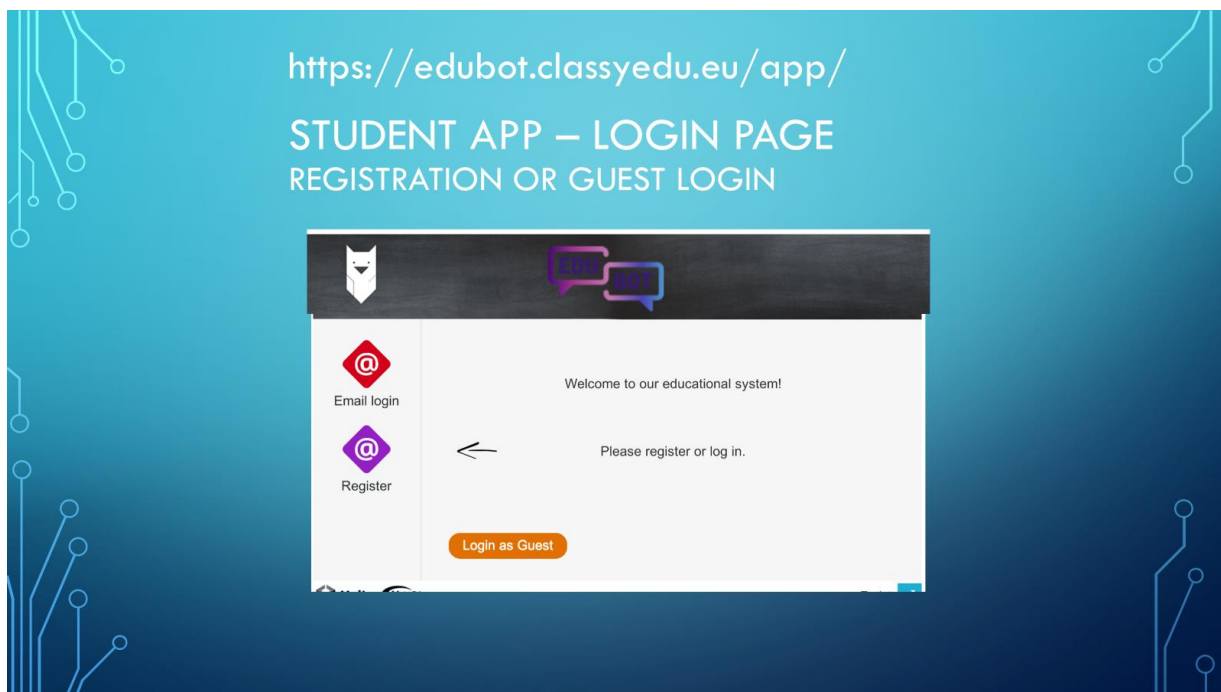 https://edubot.classyedu.eu/app/
STUDENT APP – LOGIN PAGE
REGISTRATION OR GUEST LOGIN
EDU
BOT
@
Email login
Welcome to our educational system!
@
Register
Please register or log in.
Login as Guest